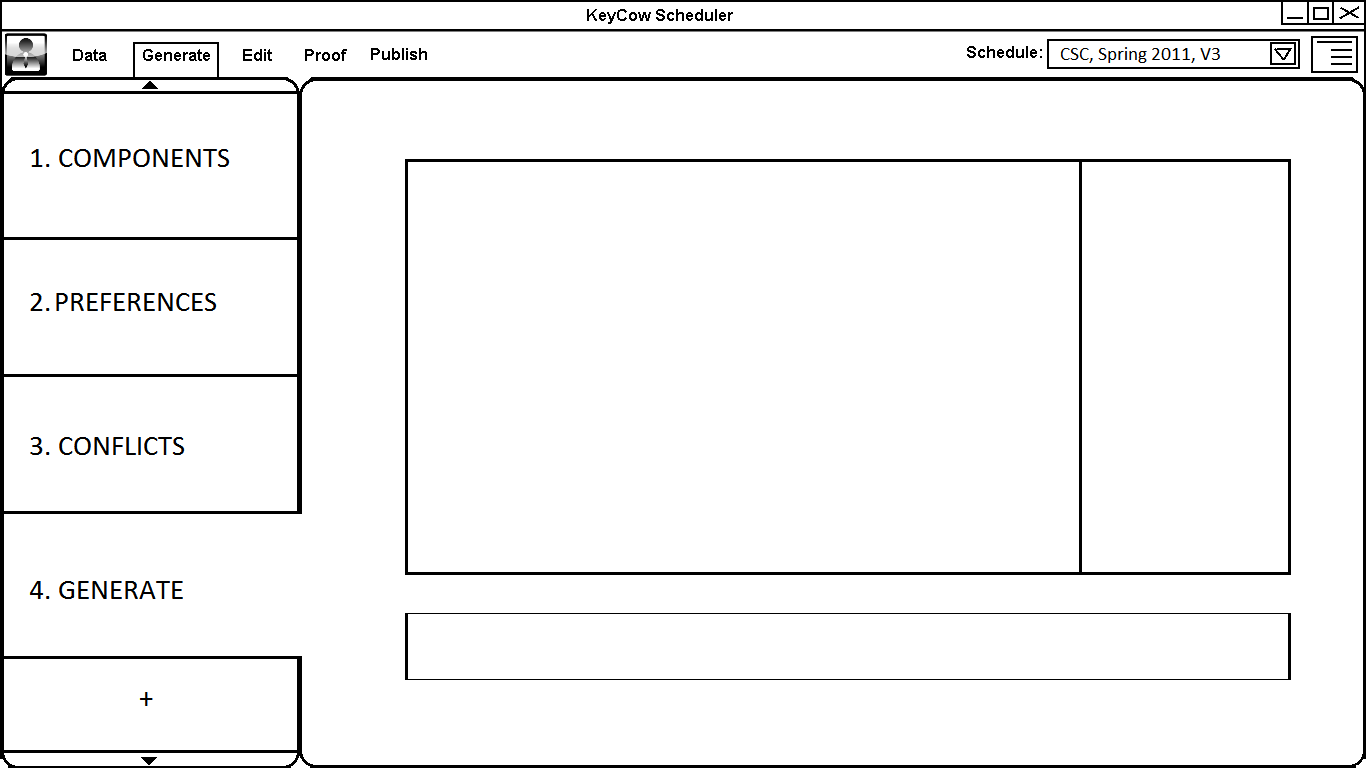 KeyCow Scheduler
Data Generate Edit Proof Publish Schedule: CSC, Spring 2011, V3
1. COMPONENTS
2. PREFERENCES
3. CONFLICTS
4. GENERATE
+